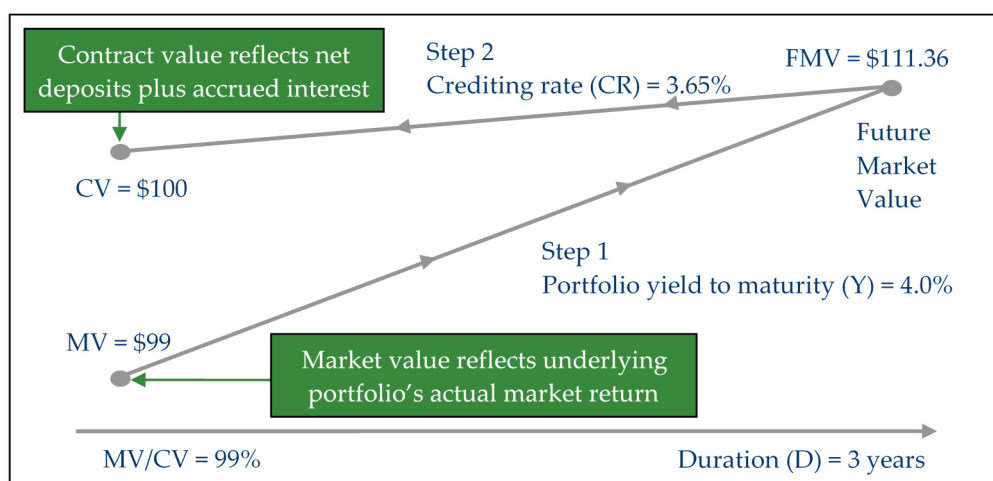 Contract value reflects net
deposits plus accrued interest
Step 2
Crediting rate (CR) = 3.65%
FMV = $111.36
Future
Market
Value
CV = $100
Step 1
Portfolio yield to maturity (Y) = 4.0%
MV = $99
Market value reflects underlying
portfolio’s actual market return
MV/CV = 99%
Duration (D) = 3 years